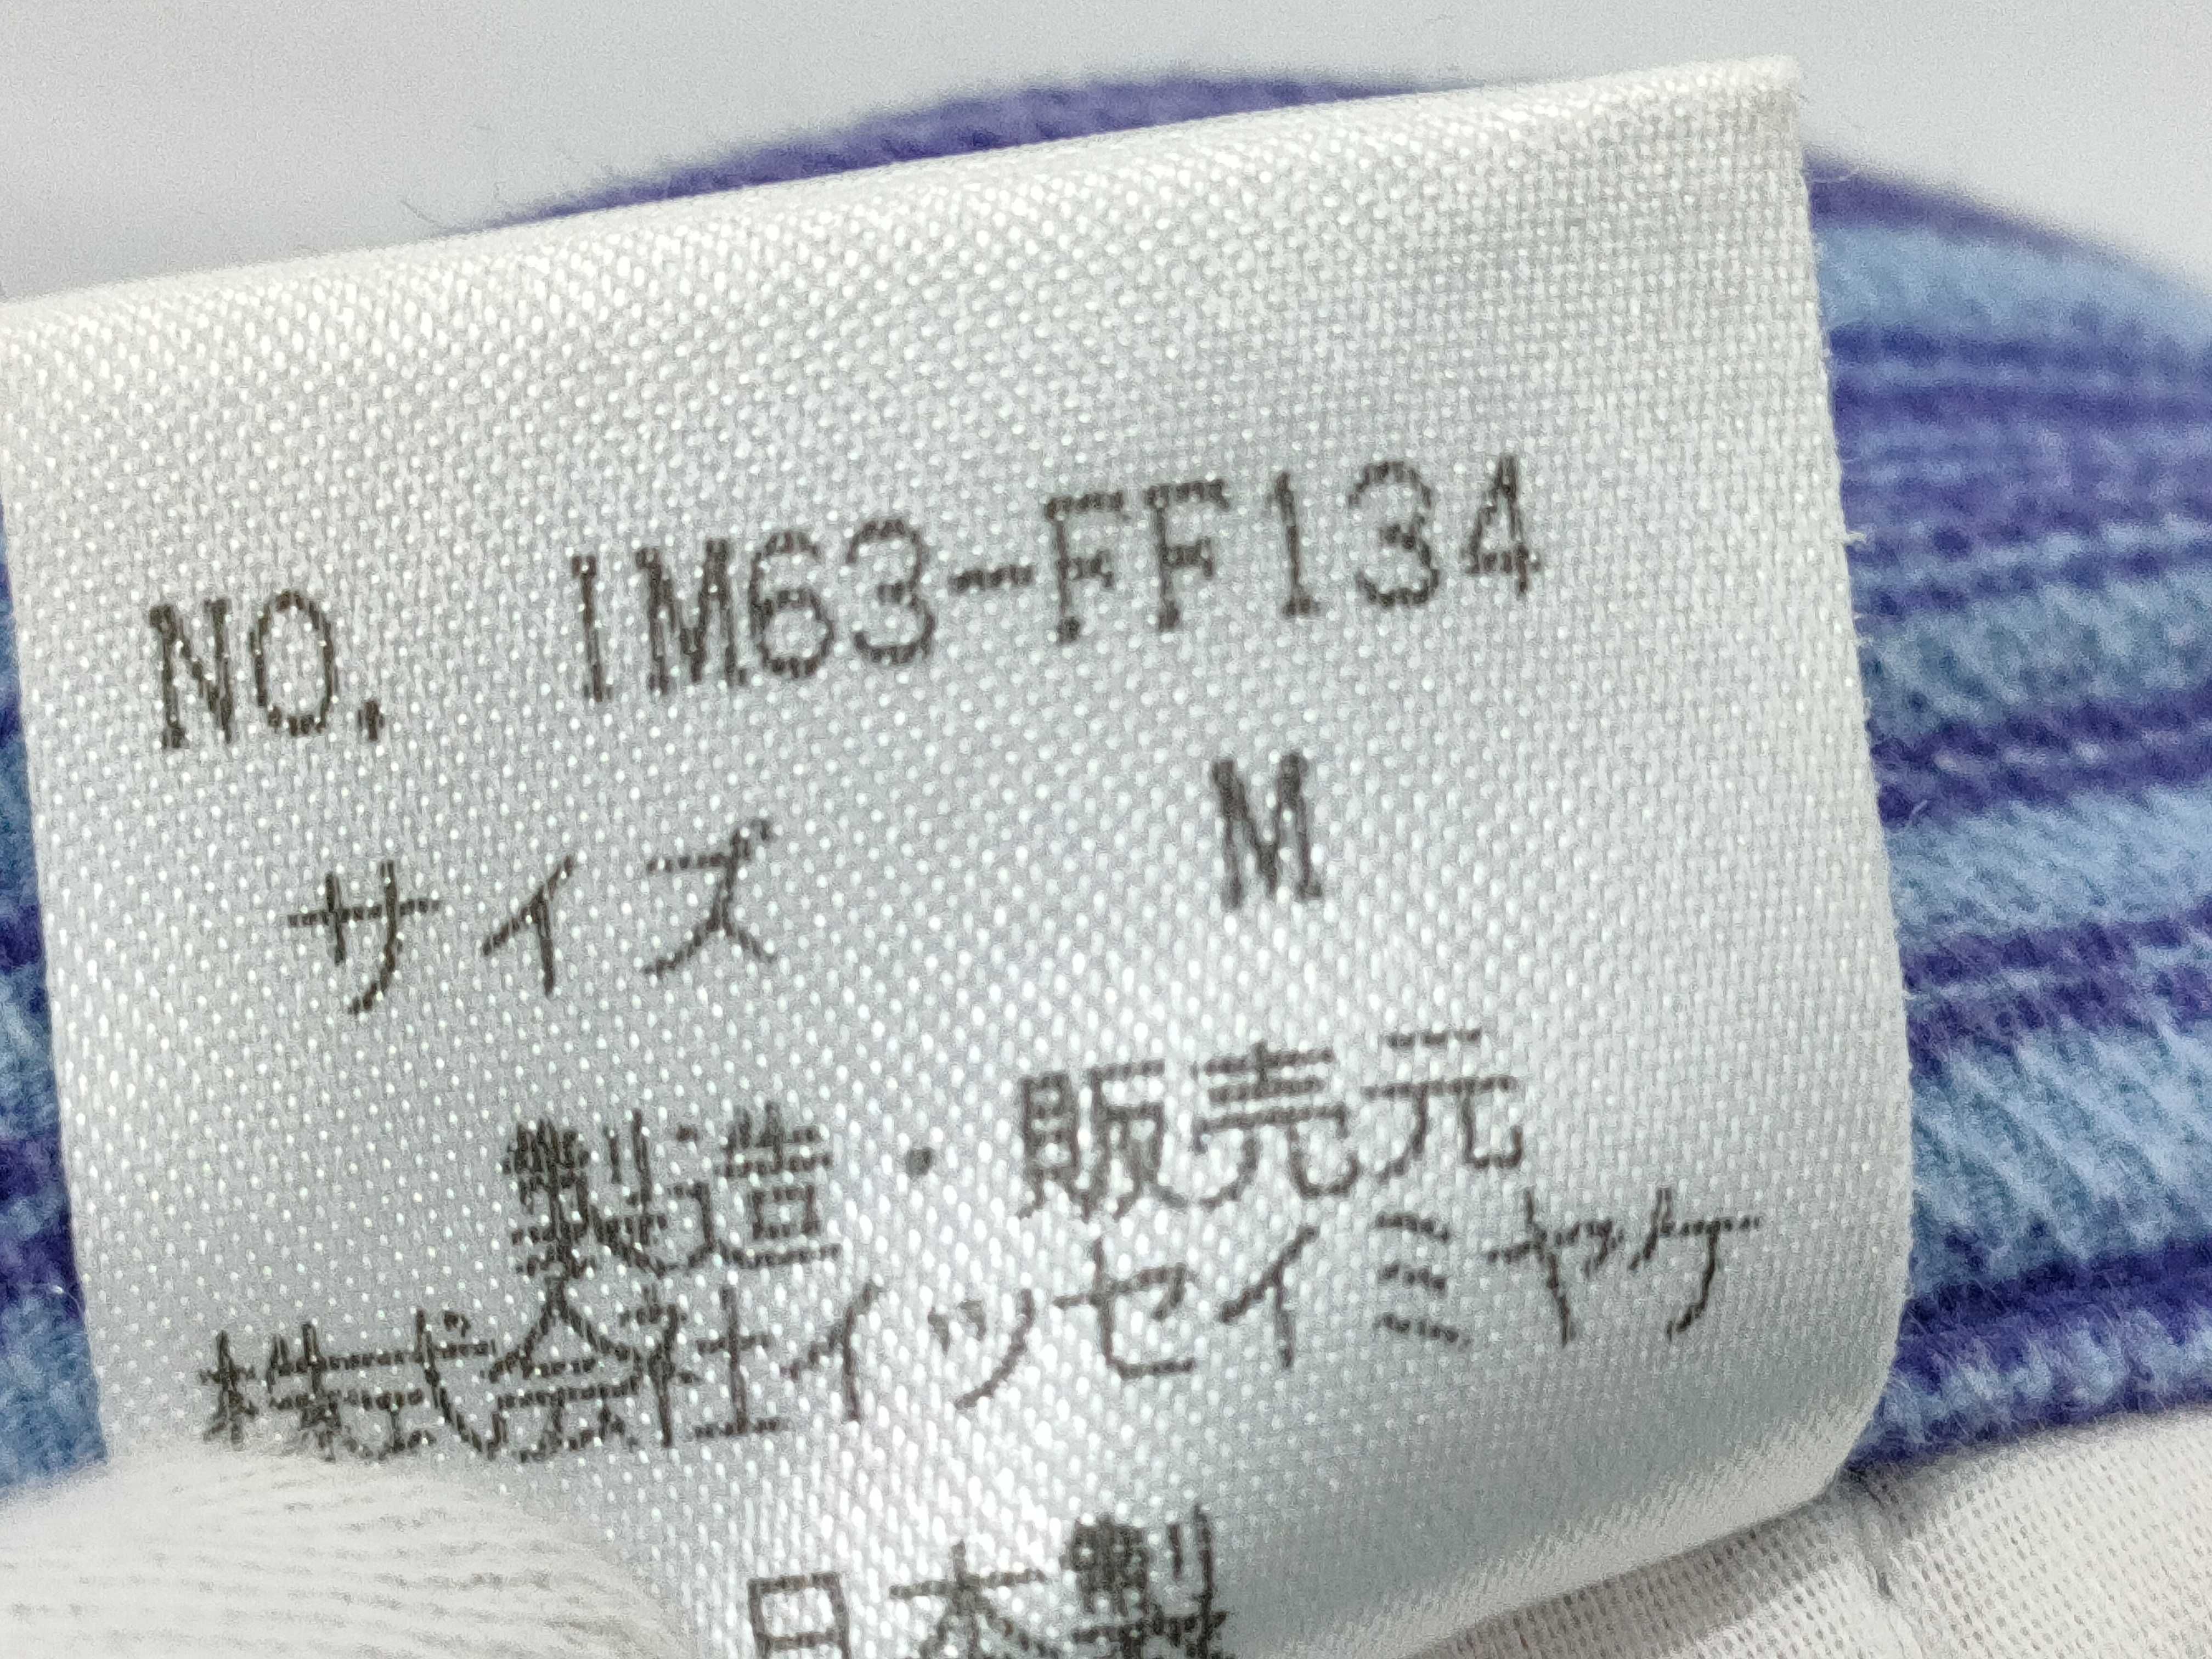 NO. IM63-FF134
サイズ M
製造・販売元
株式会社イッセイミヤケ
日本製